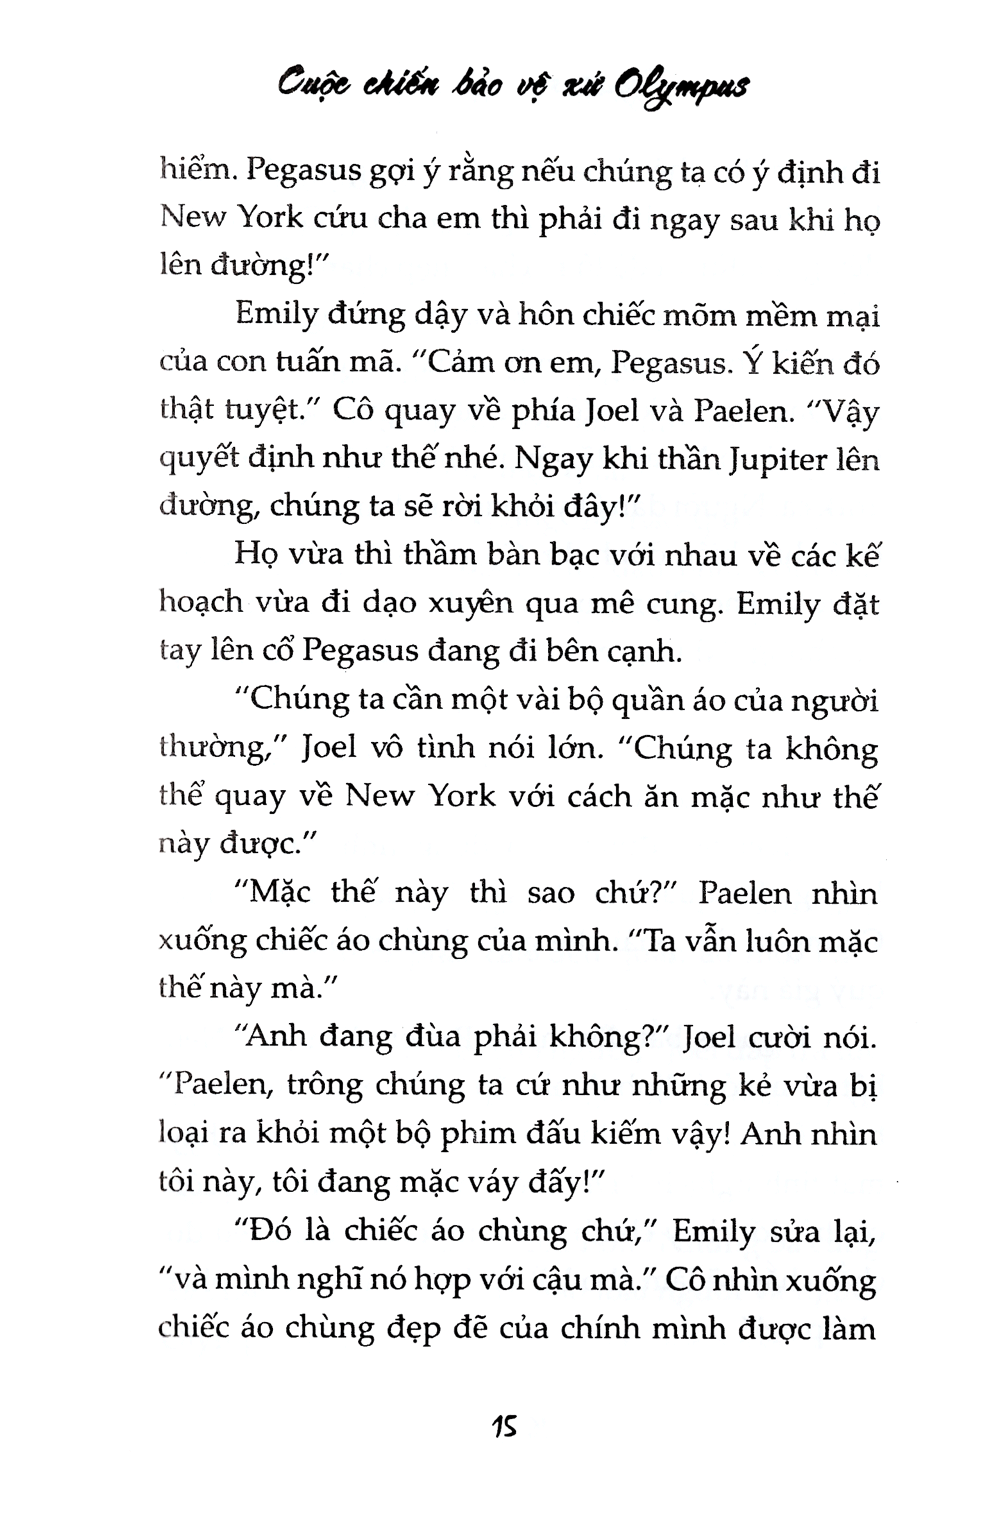 Cuộc chiến bảo vệ xứ Olympus
hiểm. Pegasus gợi ý rằng nếu chúng ta có ý định đi
New York cứu cha em thì phải đi ngay sau khi họ
lên đường!"
Emily đứng dậy và hôn chiếc mõm mềm mại
của con tuấn mã. "Cảm ơn em, Pegasus. Ý kiến đó
thật tuyệt." Cô quay về phía Joel và Paelen. "Vậy
quyết định như thế nhé. Ngay khi thần Jupiter lên
đường, chúng ta sẽ rời khỏi đây!"
Họ vừa thì thầm bàn bạc với nhau về các kế
hoạch vừa đi dạo xuyên qua mê cung. Emily đặt
tay lên cổ Pegasus đang đi bên cạnh.
"Chúng ta cần một vài bộ quần áo của người
thường," Joel vô tình nói lớn. "Chúng ta không
thể quay về New York với cách ăn mặc như thế
này được."
"Mặc thế này thì sao chứ?" Paelen nhìn
xuống chiếc áo chùng của mình. "Ta vẫn luôn mặc
thế này mà."
"Anh đang đùa phải không?" Joel cười nói.
"Paelen, trông chúng ta cứ như những kẻ vừa bị
loại ra khỏi một bộ phim đấu kiếm vậy! Anh nhìn
tôi này, tôi đang mặc váy đấy!"
"Đó là chiếc áo chùng chứ," Emily sửa lại,
"và mình nghĩ nó hợp với cậu mà." Cô nhìn xuống
chiếc áo chùng đẹp đẽ của chính mình được làm
15